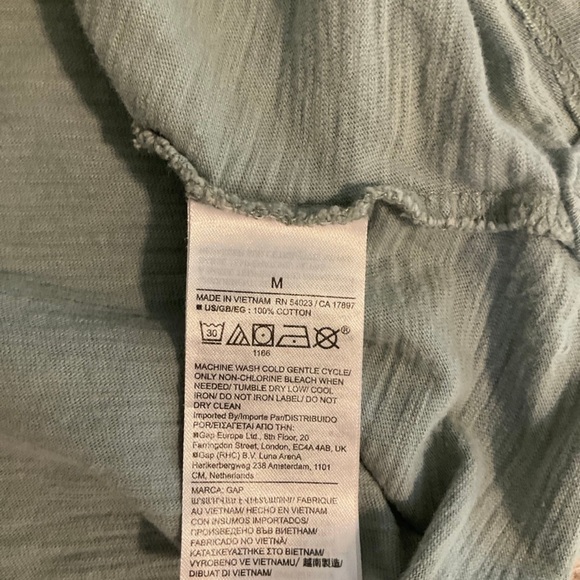 M
MADE IN VIETNAM RN 54023 / CA 17897
■ US/GB/EG : 100% COTTON
30
®
1166
MACHINE WASH COLD GENTLE CYCLE/
ONLY NON-CHLORINE BLEACH WHEN
NEEDED/ TUMBLE DRY LOW/ COOL
IRON/ DO NOT IRON LABEL/ DO NOT
DRY CLEAN
Imported By/Importe Par/DISTRIBUIDO
POR/ΕΙΣΑΓΕΤΑΙ ΑΠΟ ΤΗΝ:
Gap Europe Ltd., 8th Floor, 20
Farringdon Street, London, EC4A 4AB, UK
Gap (RHC) B.V. Luna ArenA
Herikerbergweg 238 Amsterdam, 1101
CM, Netherlands
MARCA: GAP
FABRIQUE
AU VIETNAM/ HECHO EN VIETNAM
CON INSUMOS IMPORTADOS/
ПРОИЗВЕДЕНО ВЪВ ВИЕТНАМ/
FABRICADO NO VIETNÃ/
ΚΑΤΑΣΚΕΥΑΣΤΗΚΕ ΣΤΟ ΒΙΕΤΝΑΜ/
VYROBENO VE VIETNAMU/ 越南製造/
DIBUAT DI VIETNAM/